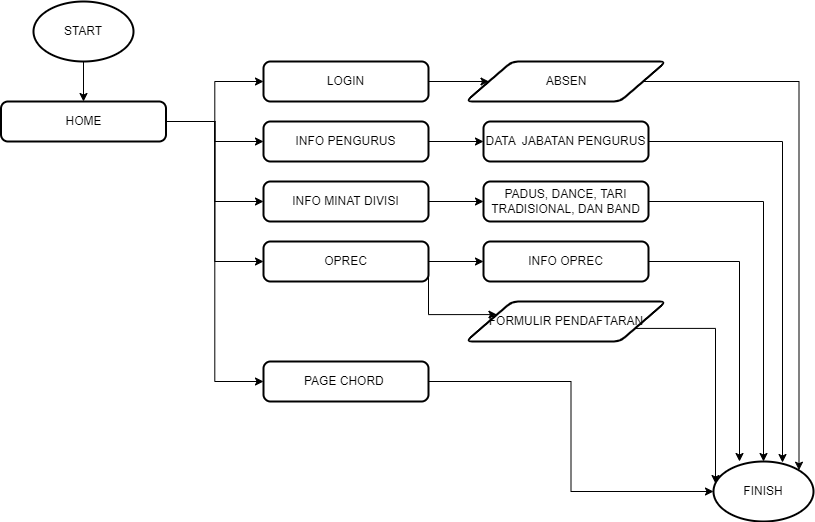 START
HOME
LOGIN
ABSEN
INFO PENGURUS
DATA JABATAN PENGURUS
INFO MINAT DIVISI
PADUS, DANCE, TARI
TRADISIONAL, DAN BAND
OPREC
INFO OPREC
FORMULIR PENDAFTARAN
PAGE CHORD
FINISH